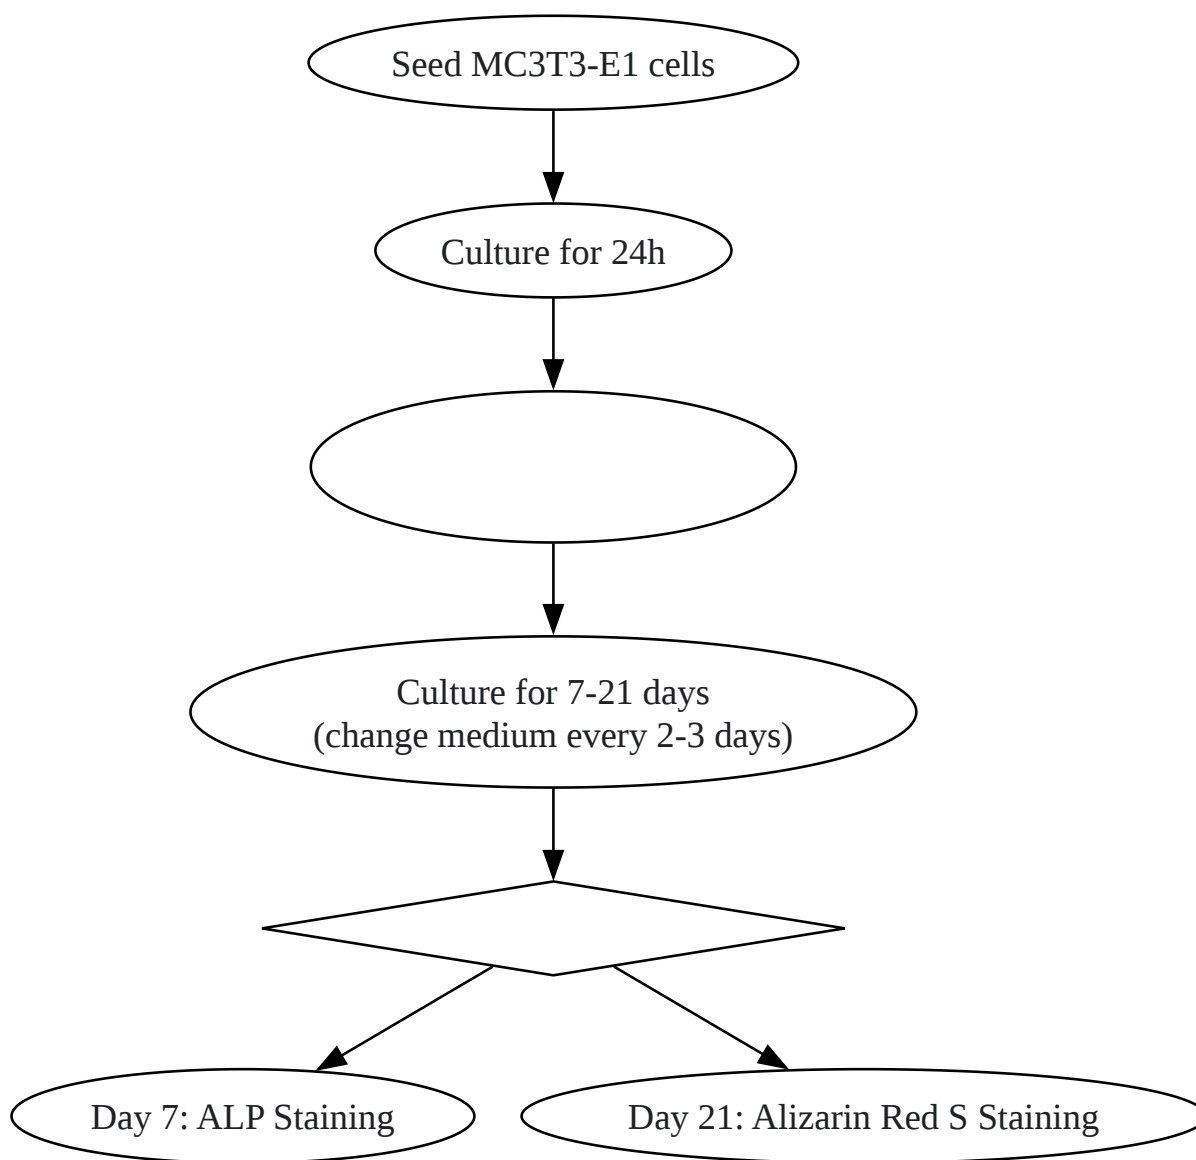 Seed MC3T3-E1 cells
Culture for 24h
Culture for 7-21 days
(change medium every 2-3 days)
Day 7: ALP Staining
Day 21: Alizarin Red S Staining